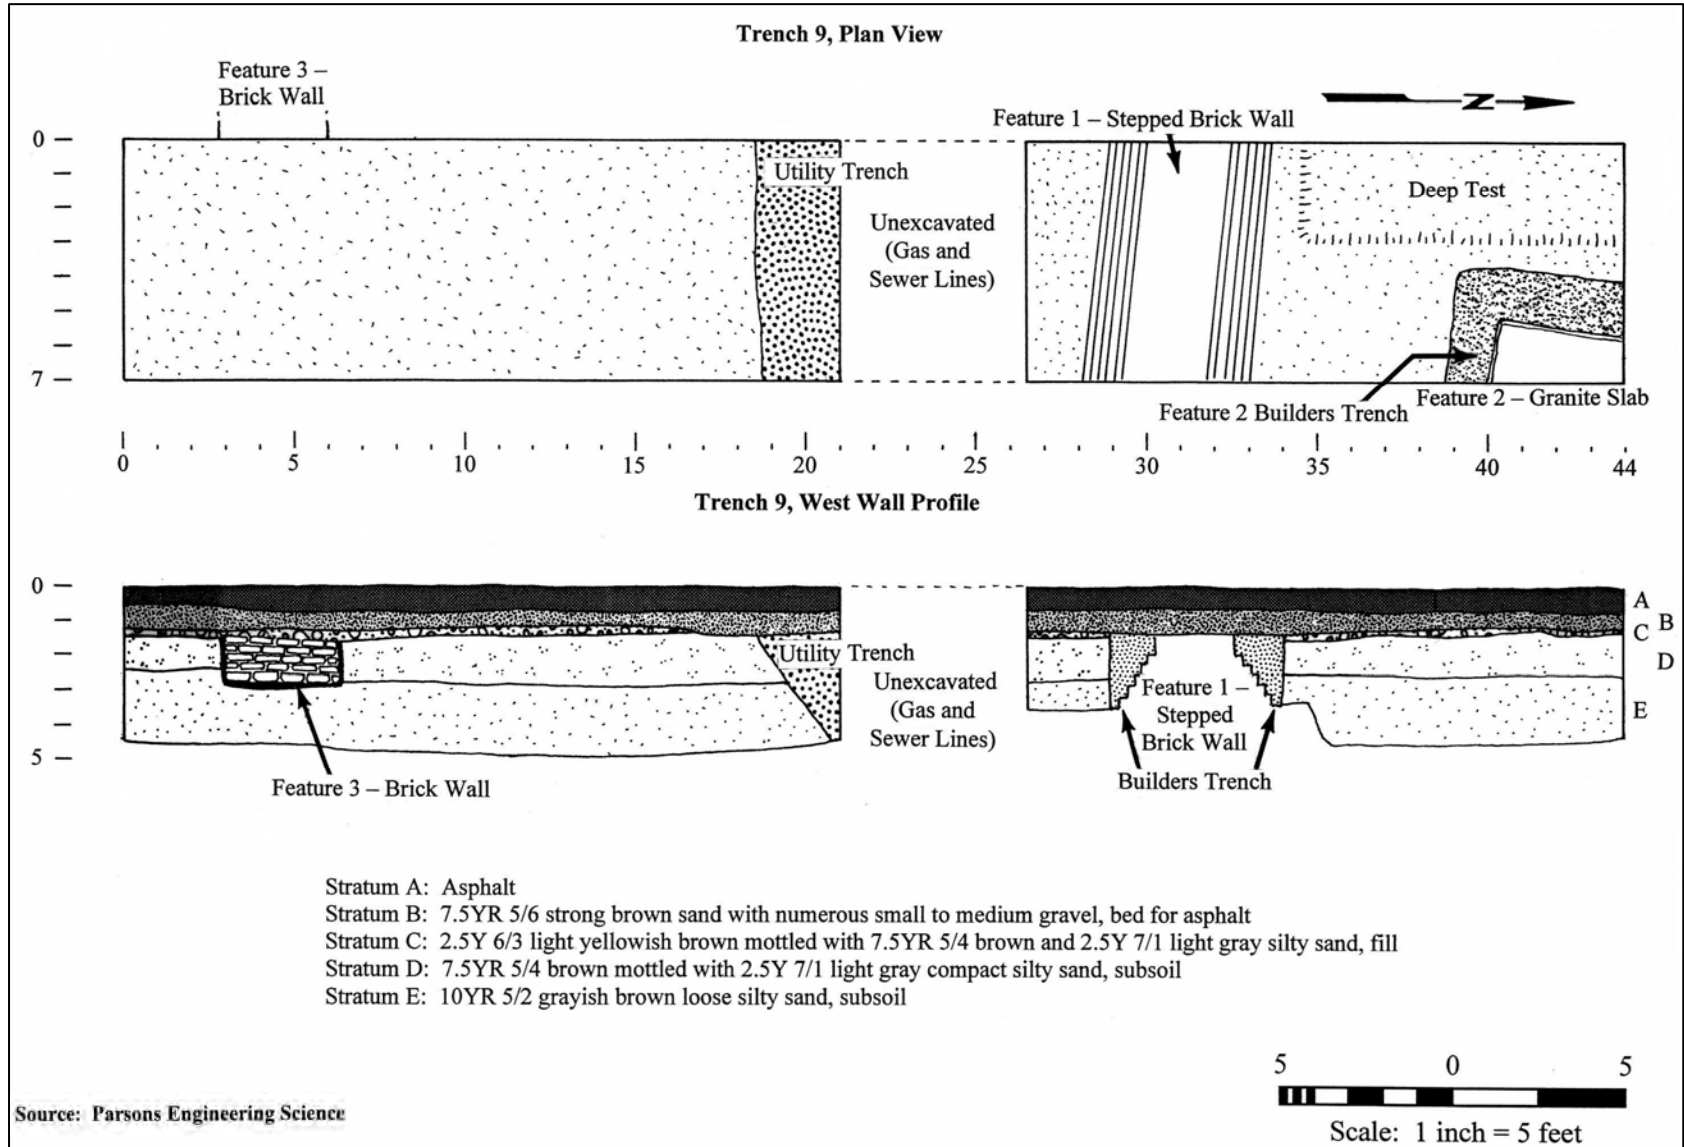 Trench 9, Plan View
Feature 3 –
Brick Wall
N
Feature 1 – Stepped Brick Wall
0
Utility Trench
Deep Test
Unexcavated
(Gas and
Sewer Lines)
7
Feature 2 Builders Trench
Feature 2 – Granite Slab
0 5 10 15 20 25 30 35 40 44
Trench 9, West Wall Profile
0
A
B
C
D
E
Utility Trench
Unexcavated
(Gas and
Sewer Lines)
Feature 1 –
Stepped
Brick Wall
5
Feature 3 – Brick Wall
Builders Trench
Stratum A: Asphalt
Stratum B: 7.5YR 5/6 strong brown sand with numerous small to medium gravel, bed for asphalt
Stratum C: 2.5Y 6/3 light yellowish brown mottled with 7.5YR 5/4 brown and 2.5Y 7/1 light gray silty sand, fill
Stratum D: 7.5YR 5/4 brown mottled with 2.5Y 7/1 light gray compact silty sand, subsoil
Stratum E: 10YR 5/2 grayish brown loose silty sand, subsoil
5 0 5
Scale: 1 inch = 5 feet
Source: Parsons Engineering Science